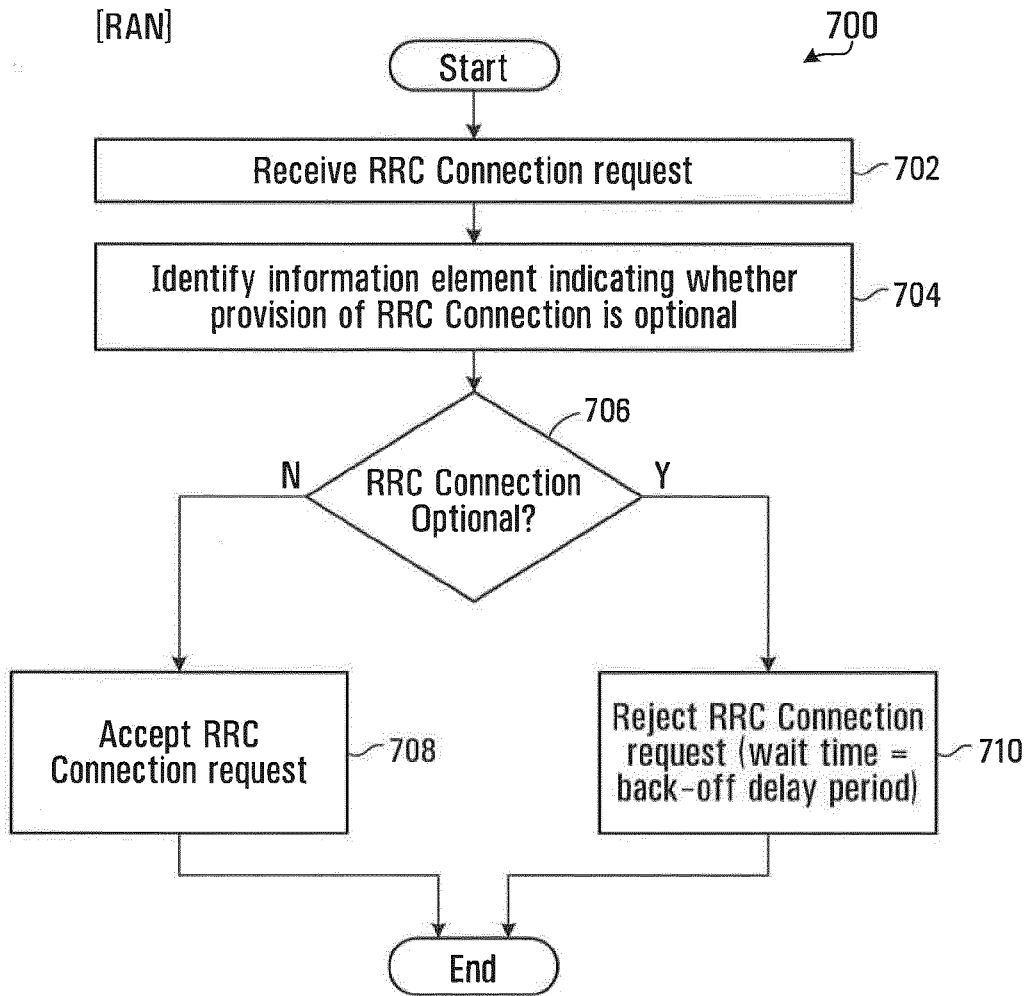 [RAN]
700
Start
Receive RRC Connection request
702
Identify information element indicating whether
provision of RRC Connection is optional
704
706
N
RRC Connection
Optional?
Y
Accept RRC
Connection request
708
Reject RRC Connection
request (wait time =
back-off delay period)
710
End